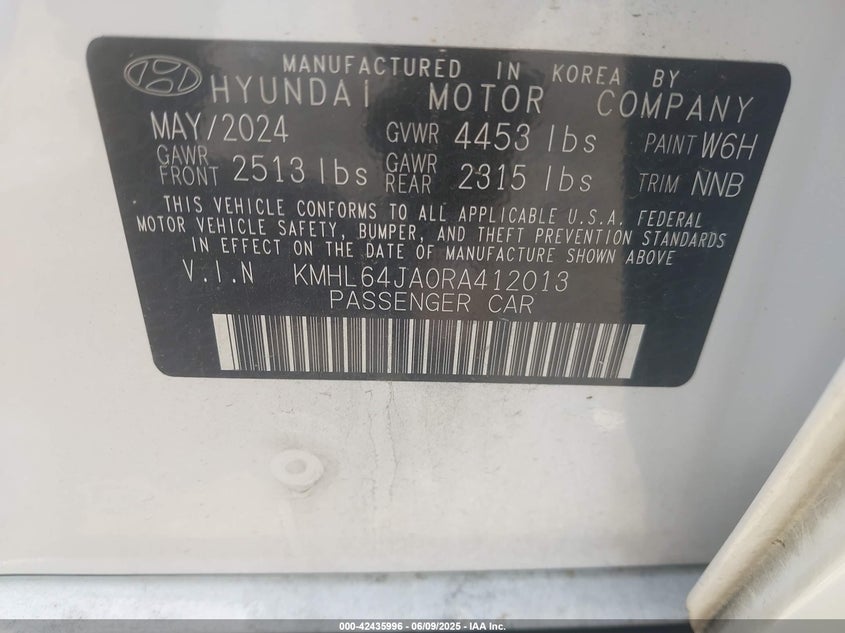 MANUFACTURED IN KOREA BY
HYUNDAI MOTOR COMPANY
MAY/2024 GVWR 4453 lbs PAINT W6H
GAWR FRONT 2513 lbs GAWR REAR 2315 lbs TRIM NNB
THIS VEHICLE CONFORMS TO ALL APPLICABLE U.S.A. FEDERAL
MOTOR VEHICLE SAFETY, BUMPER, AND THEFT PREVENTION STANDARDS
IN EFFECT ON THE DATE OF MANUFACTURE SHOWN ABOVE
V.I.N KMHL64JA0RA412013
PASSENGER CAR
000-42435996 - 06/09/2025 - IAA Inc.